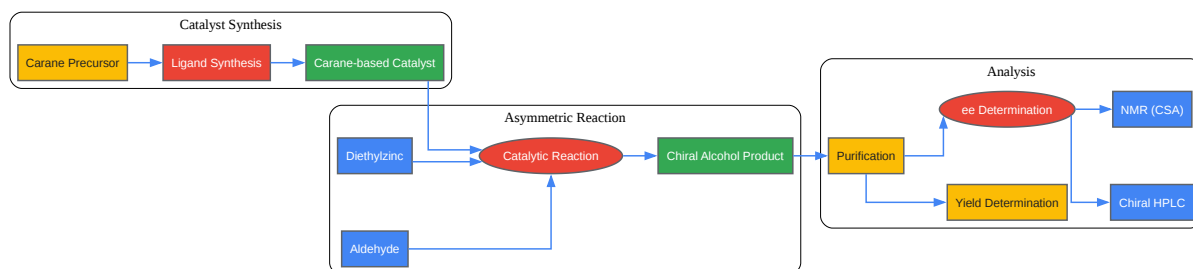 Catalyst Synthesis
Carane Precursor
Ligand Synthesis
Carane-based Catalyst
Asymmetric Reaction
Diethylzinc
Catalytic Reaction
Chiral Alcohol Product
Aldehyde
Analysis
ee Determination
NMR (CSA)
Purification
Yield Determination
Chiral HPLC